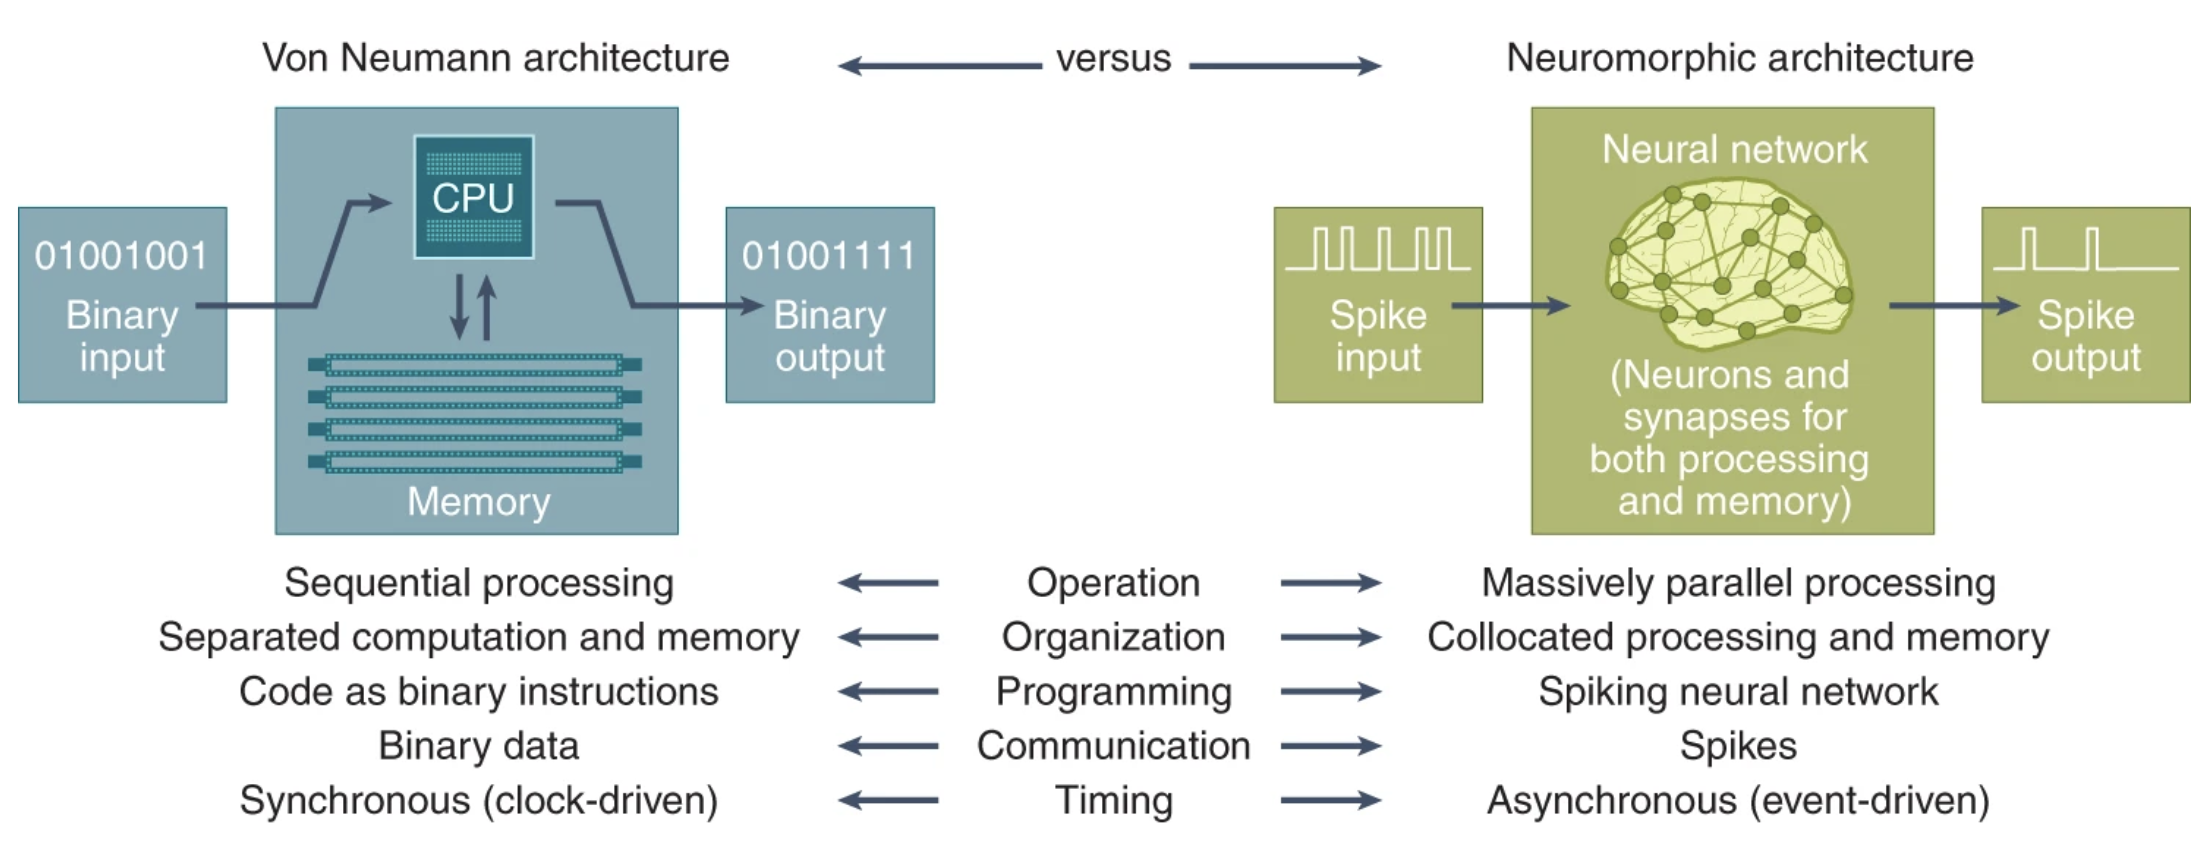 Von Neumann architecture
versus
Neuromorphic architecture
CPU
01001001
Binary
input
01001111
Binary
output
Memory
Neural network
Spike
input
(Neurons and
synapses for
both processing
and memory)
Spike
output
Sequential processing
Operation
Massively parallel processing
Separated computation and memory
Organization
Collocated processing and memory
Code as binary instructions
Programming
Spiking neural network
Binary data
Communication
Spikes
Synchronous (clock-driven)
Timing
Asynchronous (event-driven)